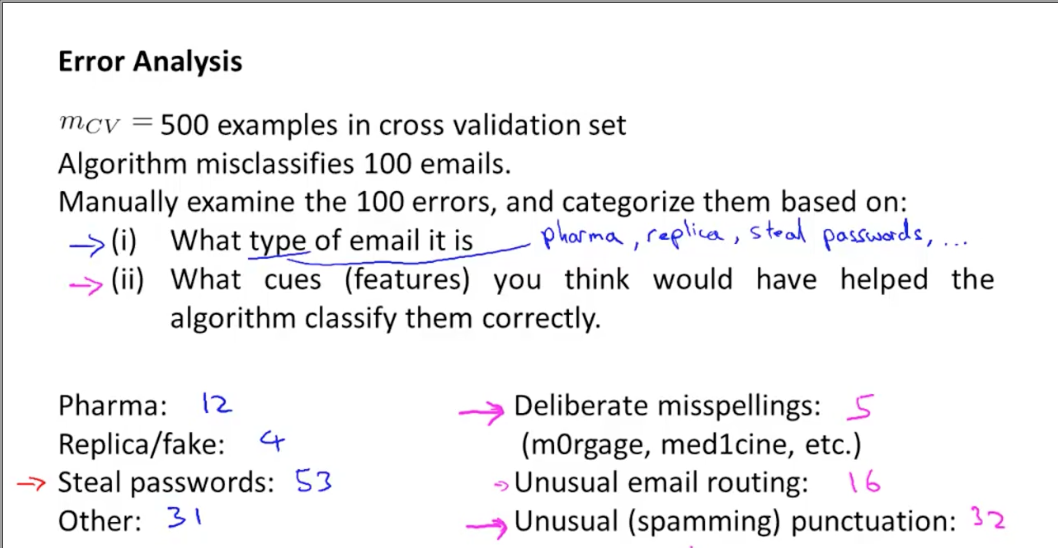 Error Analysis
m_CV = 500 examples in cross validation set
Algorithm misclassifies 100 emails.
Manually examine the 100 errors, and categorize them based on:
→ (i) What type of email it is pharma, replica, steal passwords, ...
→ (ii) What cues (features) you think would have helped the
algorithm classify them correctly.
Pharma: 12
Replica/fake: 4
→ Steal passwords: 53
Other: 31
→ Deliberate misspellings: 5
(m0rgage, med1cine, etc.)
→ Unusual email routing: 16
→ Unusual (spamming) punctuation: 32